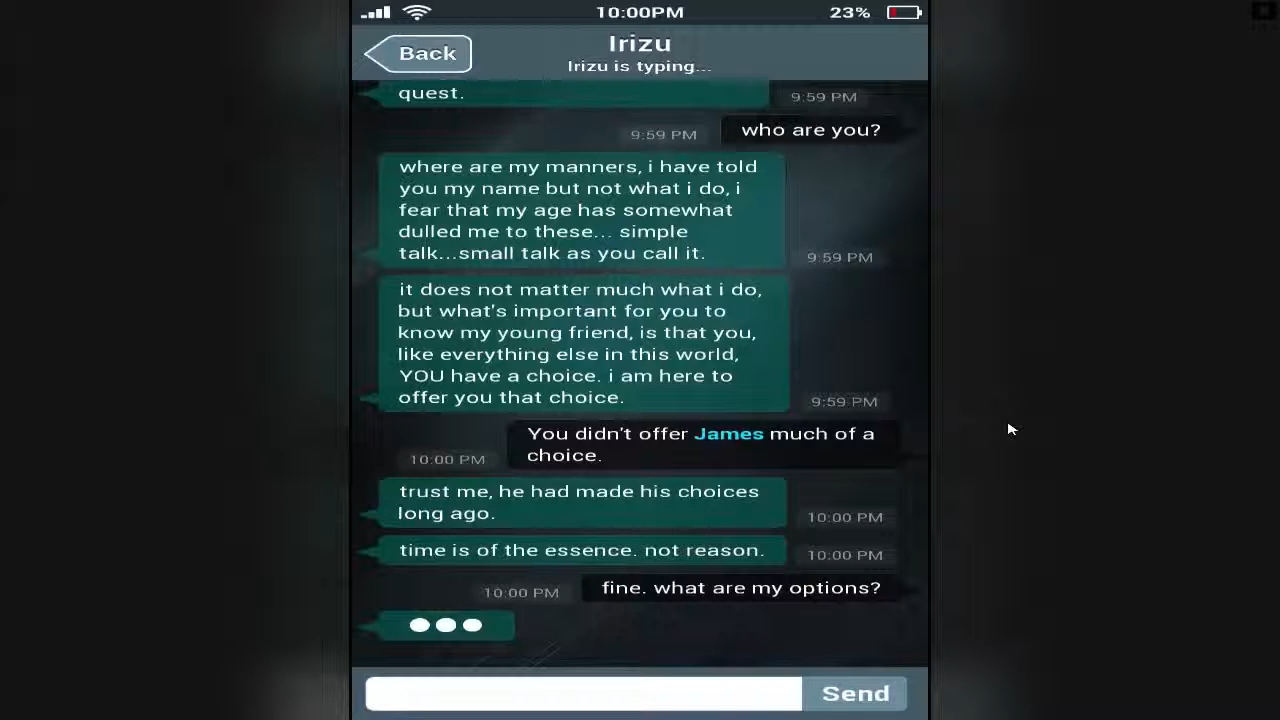 10:00PM
23%
Back
Irizu
Irizu is typing...
quest.
9:59 PM
who are you?
9:59 PM
where are my manners, i have told
you my name but not what i do, i
fear that my age has somewhat
dulled me to these... simple
talk...small talk as you call it.
9:59 PM
it does not matter much what i do,
but what's important for you to
know my young friend, is that you,
like everything else in this world,
YOU have a choice. i am here to
offer you that choice.
9:59 PM
You didn't offer James much of a
choice.
10:00 PM
trust me, he had made his choices
long ago.
10:00 PM
time is of the essence. not reason.
10:00 PM
fine. what are my options?
10:00 PM
Send